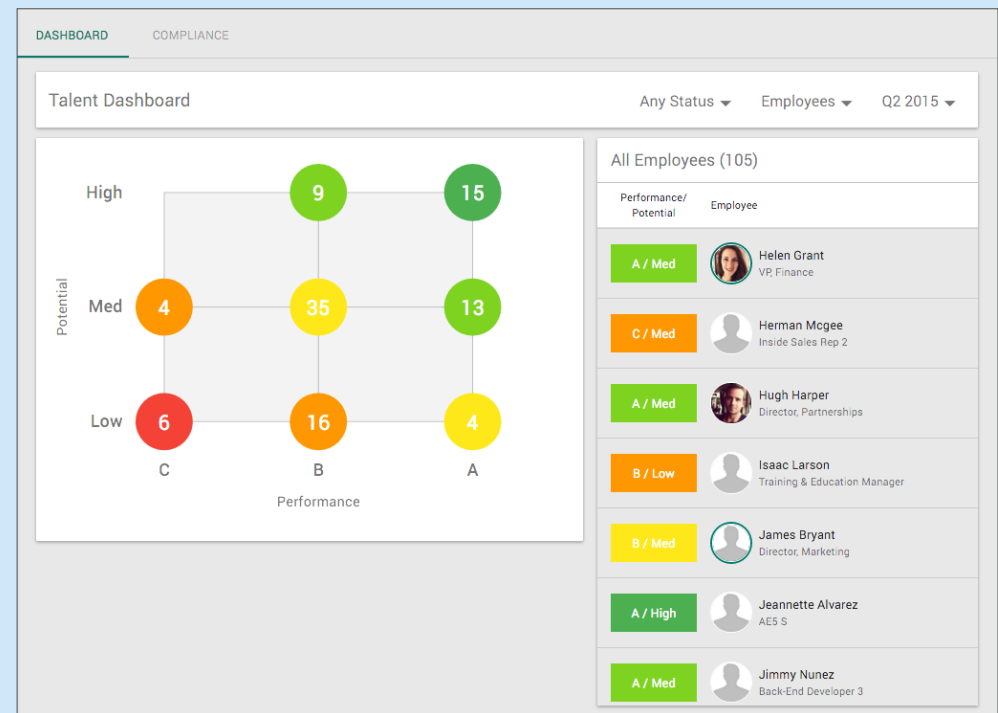 DASHBOARD COMPLIANCE
Talent Dashboard Any Status Employees Q2 2015
High 9 15
Potential
Med 4 35 13
Low 6 16 4
C B A
Performance
All Employees (105)
Performance/
Potential
Employee
A / Med
Helen Grant
VP, Finance
C / Med
Herman Mcgee
Inside Sales Rep 2
A / Med
Hugh Harper
Director, Partnerships
B / Low
Isaac Larson
Training & Education Manager
B / Med
James Bryant
Director, Marketing
A / High
Jeannette Alvarez
AE5 S
A / Med
Jimmy Nunez
Back-End Developer 3